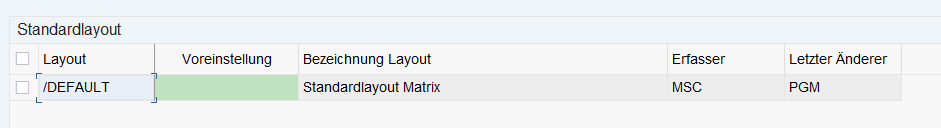 Standardlayout
Layout Voreinstellung Bezeichnung Layout Erfasser Letzter Änderer
/DEFAULT Standardlayout Matrix MSC PGM